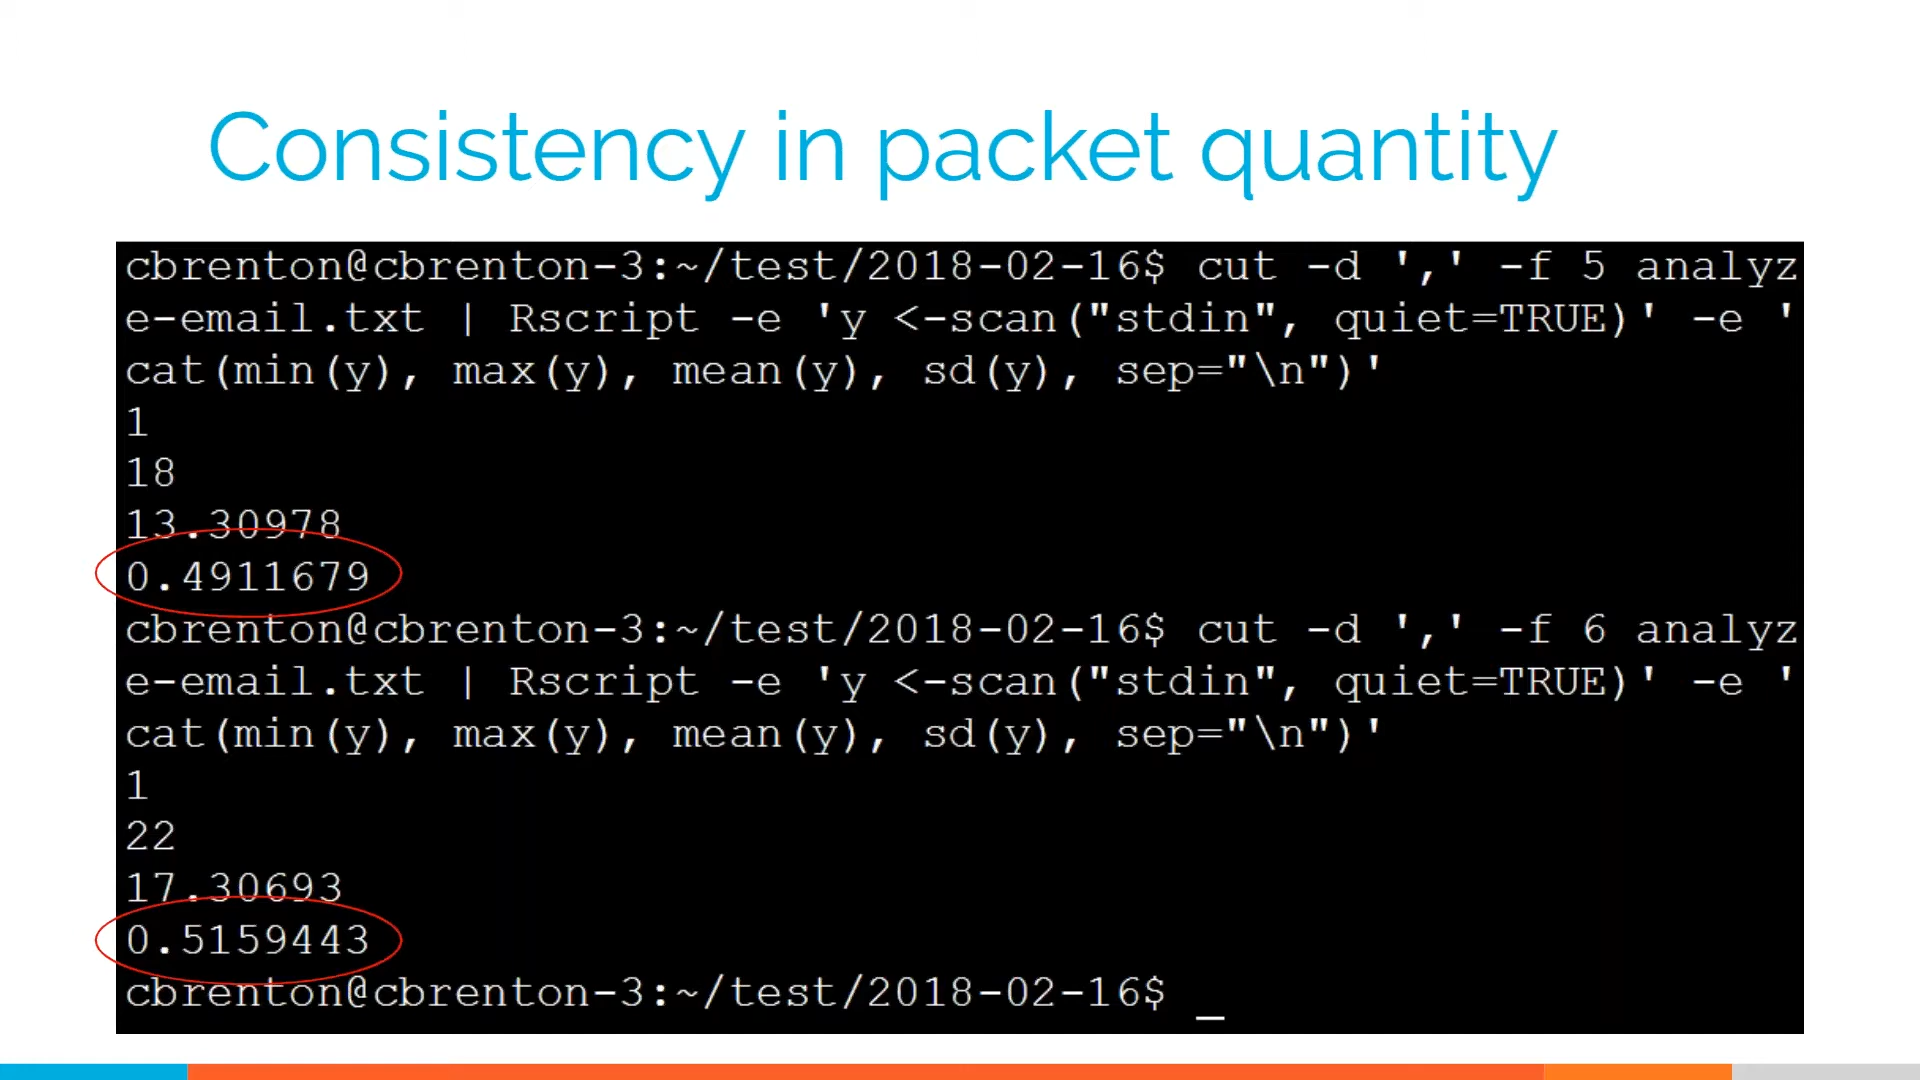 Consistency in packet quantity
cbrenton@cbrenton-3:~/test/2018-02-16$ cut -d ',' -f 5 analyz
e-email.txt | Rscript -e 'y <-scan("stdin", quiet=TRUE)' -e '
cat(min(y), max(y), mean(y), sd(y), sep="\n")'
1
18
13.30978
0.4911679
cbrenton@cbrenton-3:~/test/2018-02-16$ cut -d ',' -f 6 analyz
e-email.txt | Rscript -e 'y <-scan("stdin", quiet=TRUE)' -e '
cat(min(y), max(y), mean(y), sd(y), sep="\n")'
1
22
17.30693
0.5159443
cbrenton@cbrenton-3:~/test/2018-02-16$ _